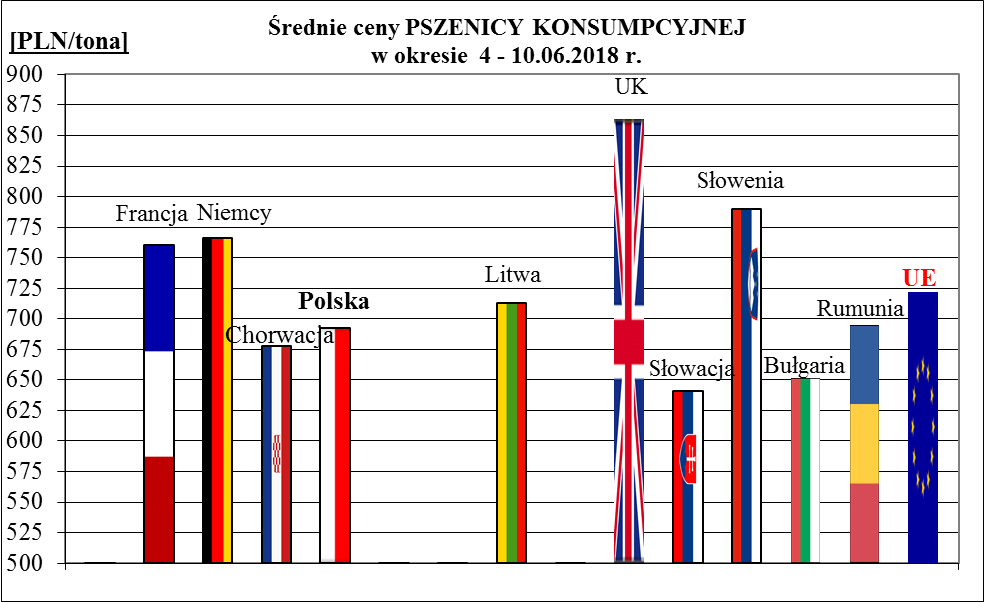 Średnie ceny PSZENICY KONSUMPCYJNEJ
w okresie 4 - 10.06.2018 r.
[PLN/tona]
900
875
850
825
800
775
750
725
700
675
650
625
600
575
550
525
500
Francja
Niemcy
Chorwacja
Polska
Litwa
UK
Słowacja
Słowenia
Bułgaria
Rumunia
UE